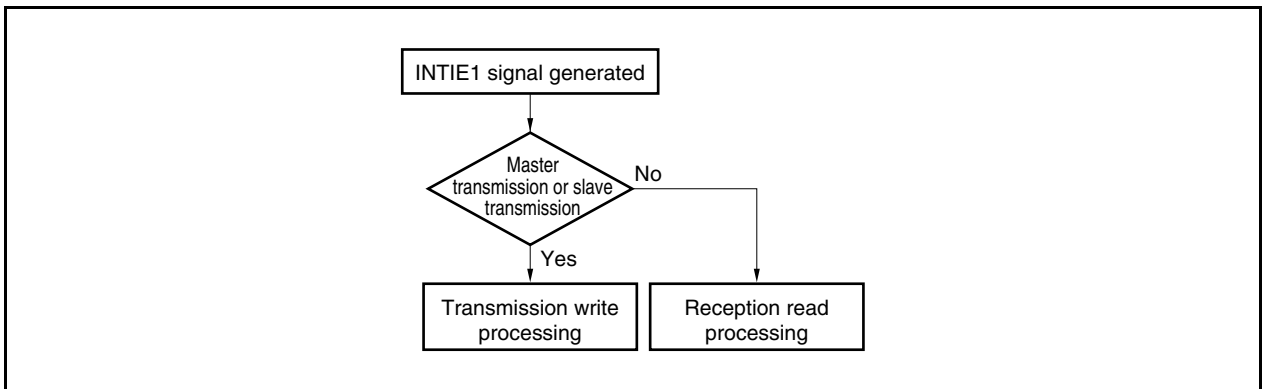 INTIE1 signal generated
Master
transmission or slave
transmission
No
Yes
Transmission write
processing
Reception read
processing